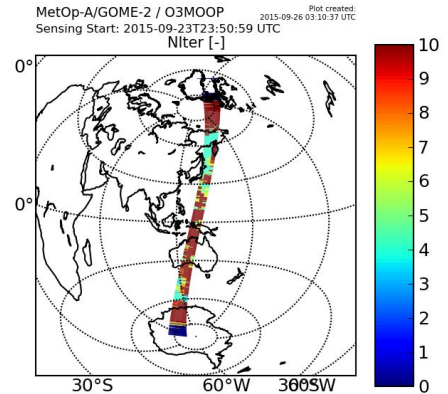 MetOp-A/GOME-2 / O3MOOP
Plot created:
2015-09-26 03:10:37 UTC
Sensing Start: 2015-09-23T23:50:59 UTC
NIter [-]
0°
0°
30°S
60°W
10
9
8
7
6
5
4
3
2
1
0